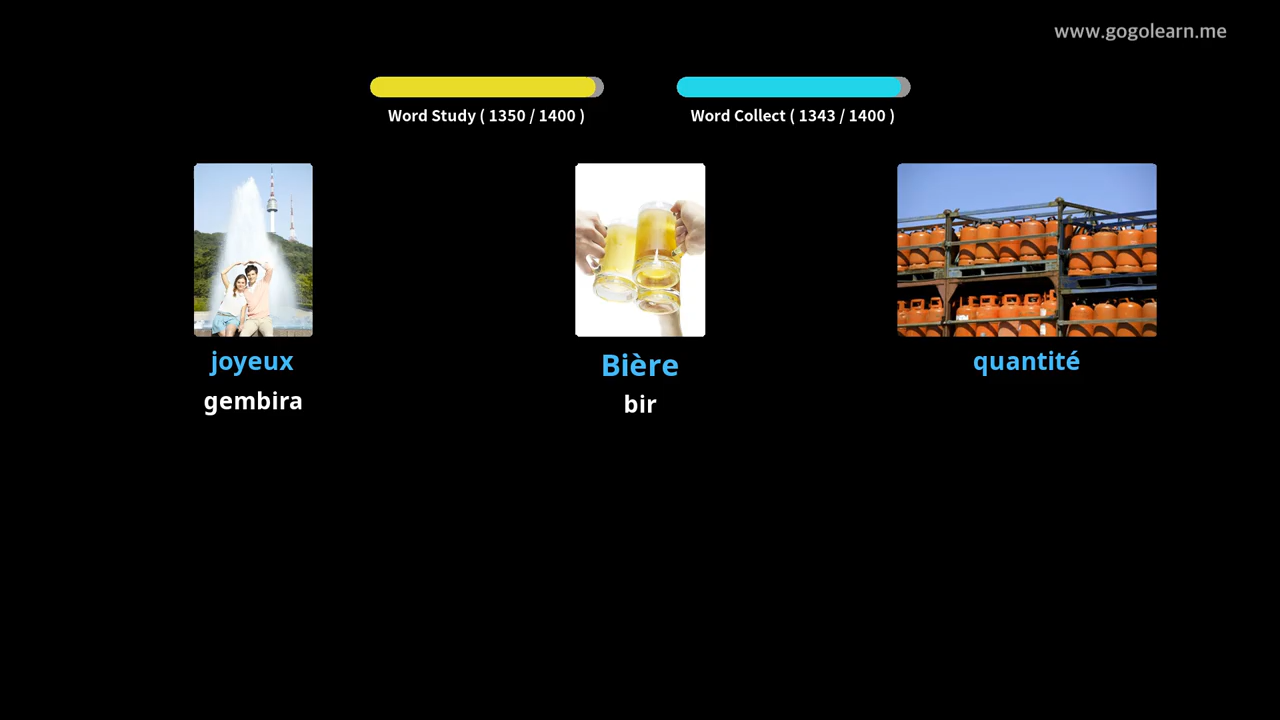 www.gogolearn.me
Word Study ( 1350 / 1400 )
Word Collect ( 1343 / 1400 )
joyeux
gembira
Bière
bir
quantité